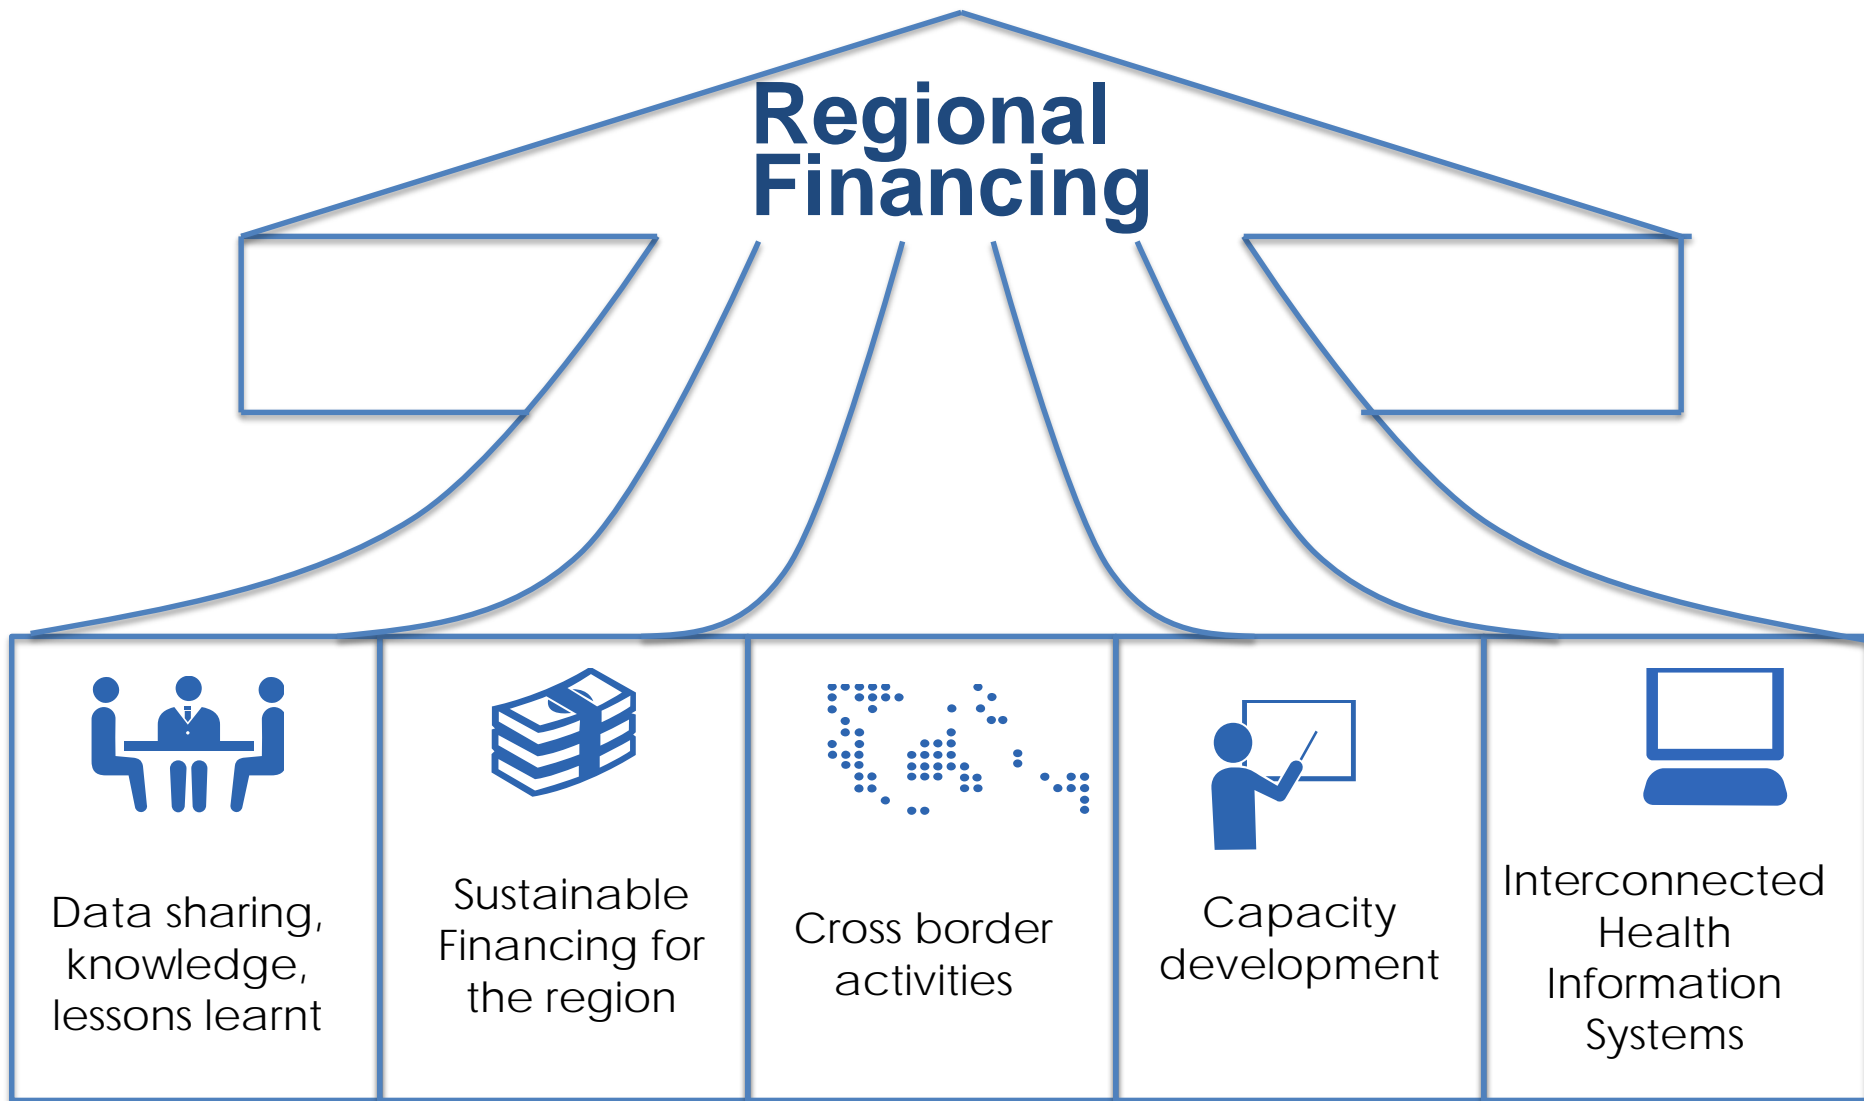 Regional
Financing
Data sharing,
knowledge,
lessons learnt
Sustainable
Financing for
the region
Cross border
activities
Capacity
development
Interconnected
Health
Information
Systems